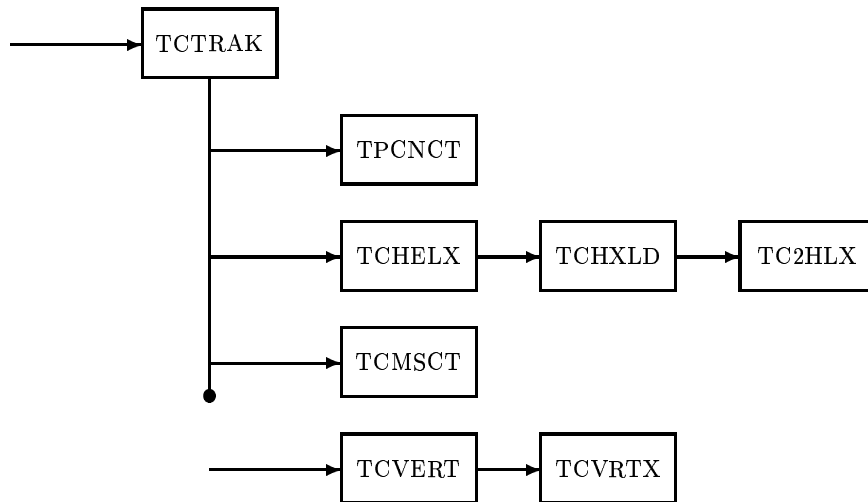 TCTRAK
TPCNCT
TCHELX TCHXLD TC2HLX
TCMSCT
TCVERT TCVRTX